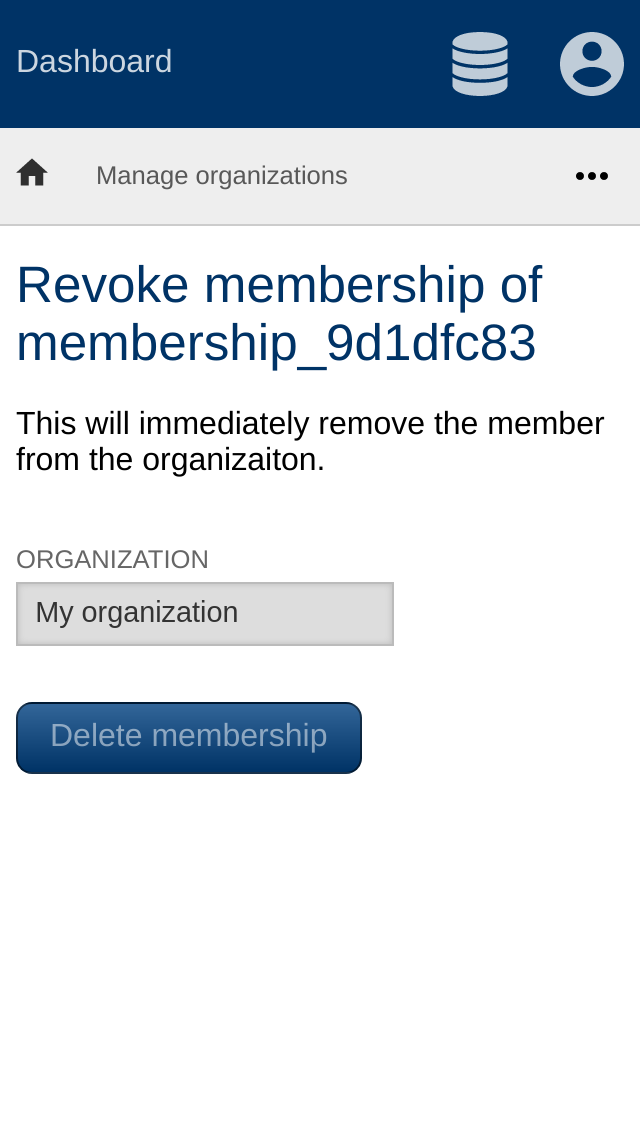 Dashboard
Manage organizations
Revoke membership of
membership_9d1dfc83
This will immediately remove the member
from the organizaiton.
ORGANIZATION
My organization
Delete membership